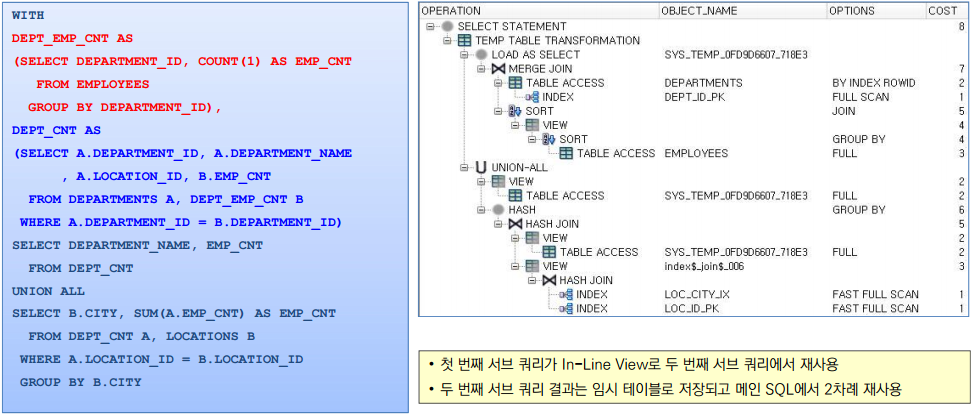 WITH
DEPT_EMP_CNT AS
(SELECT DEPARTMENT_ID, COUNT(1) AS EMP_CNT
FROM EMPLOYEES
GROUP BY DEPARTMENT_ID),
DEPT_CNT AS
(SELECT A.DEPARTMENT_ID, A.DEPARTMENT_NAME
, A.LOCATION_ID, B.EMP_CNT
FROM DEPARTMENTS A, DEPT_EMP_CNT B
WHERE A.DEPARTMENT_ID = B.DEPARTMENT_ID)
SELECT DEPARTMENT_NAME, EMP_CNT
FROM DEPT_CNT
UNION ALL
SELECT B.CITY, SUM(A.EMP_CNT) AS EMP_CNT
FROM DEPT_CNT A, LOCATIONS B
WHERE A.LOCATION_ID = B.LOCATION_ID
GROUP BY B.CITY
OPERATION OBJECT_NAME OPTIONS COST
SELECT STATEMENT 8
TEMP TABLE TRANSFORMATION
LOAD AS SELECT SYS_TEMP_0FD9D6607_718E3
MERGE JOIN 7
TABLE ACCESS DEPARTMENTS BY INDEX ROWID 2
INDEX DEPT_ID_PK FULL SCAN 1
SORT JOIN 5
VIEW 4
SORT GROUP BY 4
TABLE ACCESS EMPLOYEES FULL 3
UNION-ALL
VIEW 2
TABLE ACCESS SYS_TEMP_0FD9D6607_718E3 FULL 2
HASH GROUP BY 6
HASH JOIN 5
VIEW 2
TABLE ACCESS SYS_TEMP_0FD9D6607_718E3 FULL 2
VIEW index$_join$_006 3
HASH JOIN
INDEX LOC_CITY_IX FAST FULL SCAN 1
INDEX LOC_ID_PK FAST FULL SCAN 1
• 첫 번째 서브 쿼리가 In-Line View로 두 번째 서브 쿼리에서 재사용
• 두 번째 서브 쿼리 결과는 임시 테이블로 저장되고 메인 SQL에서 2차례 재사용